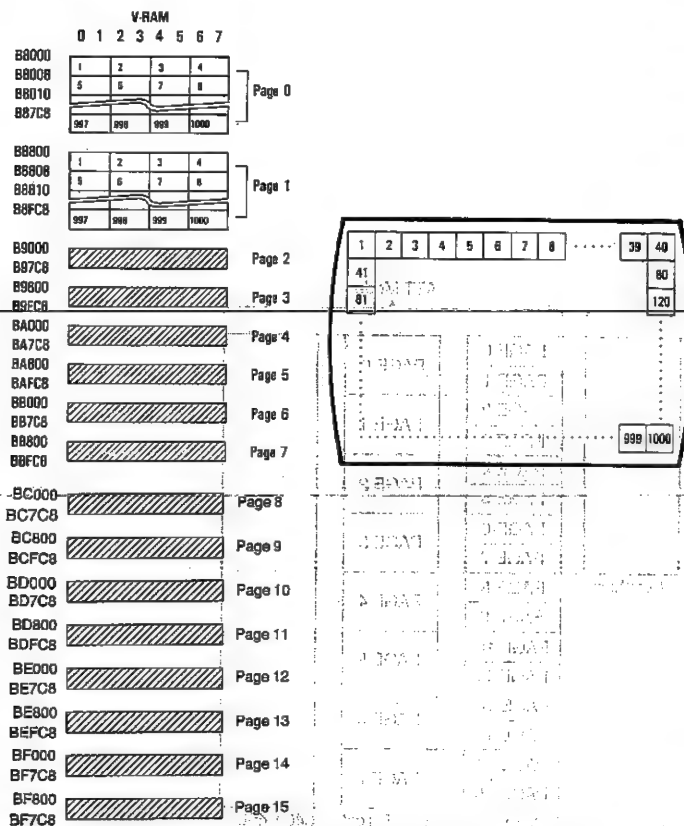 V-RAM
0 1 2 3 4 5 6 7
B8000
B8008
B8010
B87C8
1 2 3 4
5 6 7 8
997 998 999 1000
Page 0
B8800
B8808
B8810
B8FC8
1 2 3 4
5 6 7 8
997 998 999 1000
Page 1
B9000
B97C8
Page 2
B9800
B9FC8
Page 3
BA000
BA7C8
Page 4
BA800
BAFC8
Page 5
BB000
BB7C8
Page 6
BB800
BBFC8
Page 7
BC000
BC7C8
Page 8
BC800
BCFC8
Page 9
BD000
BD7C8
Page 10
BD800
BDFC8
Page 11
BE000
BE7C8
Page 12
BE800
BEFC8
Page 13
BF000
BF7C8
Page 14
BF800
BF7C8
Page 15
1 2 3 4 5 6 7 8 39 40
41 80
81 120
999 1000